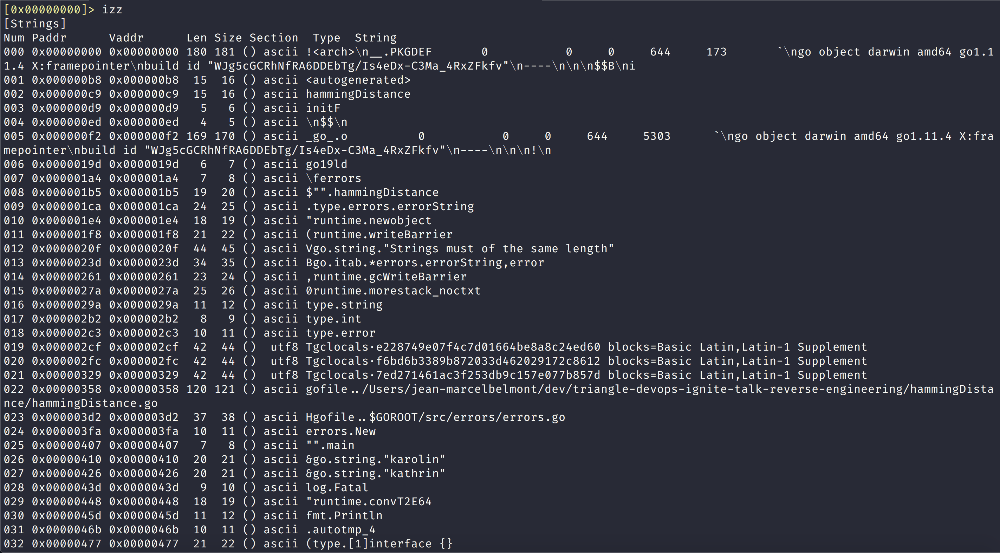 [0x00000000]> izz
[Strings]
Num Paddr      Vaddr      Len Size Section  Type  String
000 0x00000000 0x00000000 180 181 () ascii !<arch>\n__.PKGDEF       0           0     0     644     173       `\ngo object darwin amd64 go1.1
1.4 X:framepointer\nbuild id "WJg5cGCRhNfRA6DDEbTg/Is4eDx-C3Ma_4RxZFkfv"\n----\n\n\n$$B\ni
001 0x000000b8 0x000000b8  15  16 () ascii <autogenerated>
002 0x000000c9 0x000000c9  15  16 () ascii hammingDistance
003 0x000000d9 0x000000d9   5   6 () ascii initF
004 0x000000ed 0x000000ed   4   5 () ascii \n$$\n
005 0x000000f2 0x000000f2 169 170 () ascii _go_.o          0           0     0     644     5303      `\ngo object darwin amd64 go1.11.4 X:fra
mepointer\nbuild id "WJg5cGCRhNfRA6DDEbTg/Is4eDx-C3Ma_4RxZFkfv"\n----\n\n\n!\n
006 0x0000019d 0x0000019d   6   7 () ascii go19ld
007 0x000001a4 0x000001a4   7   8 () ascii \ferrors
008 0x000001b5 0x000001b5  19  20 () ascii $"".hammingDistance
009 0x000001ca 0x000001ca  24  25 () ascii .type.errors.errorString
010 0x000001e4 0x000001e4  18  19 () ascii "runtime.newobject
011 0x000001f8 0x000001f8  21  22 () ascii (runtime.writeBarrier
012 0x0000020f 0x0000020f  44  45 () ascii Vgo.string."Strings must of the same length"
013 0x0000023d 0x0000023d  34  35 () ascii Bgo.itab.*errors.errorString,error
014 0x00000261 0x00000261  23  24 () ascii ,runtime.gcWriteBarrier
015 0x0000027a 0x0000027a  25  26 () ascii 0runtime.morestack_noctxt
016 0x0000029a 0x0000029a  11  12 () ascii type.string
017 0x000002b2 0x000002b2   8   9 () ascii type.int
018 0x000002c3 0x000002c3  10  11 () ascii type.error
019 0x000002cf 0x000002cf  42  44 ()  utf8 Tgclocals·e228749e07f4c7d01664be8a8c24ed60 blocks=Basic Latin,Latin-1 Supplement
020 0x000002fc 0x000002fc  42  44 ()  utf8 Tgclocals·f6bd6b3389b872033d462029172c8612 blocks=Basic Latin,Latin-1 Supplement
021 0x00000329 0x00000329  42  44 ()  utf8 Tgclocals·7ed271461ac3f253db9c157e077b857d blocks=Basic Latin,Latin-1 Supplement
022 0x00000358 0x00000358 120 121 () ascii gofile../Users/jean-marcelbelmont/dev/triangle-devops-ignite-talk-reverse-engineering/hammingDista
nce/hammingDistance.go
023 0x000003d2 0x000003d2  37  38 () ascii Hgofile..$GOROOT/src/errors/errors.go
024 0x000003fa 0x000003fa  10  11 () ascii errors.New
025 0x00000407 0x00000407   7   8 () ascii "".main
026 0x00000410 0x00000410  20  21 () ascii &go.string."karolin"
027 0x00000426 0x00000426  20  21 () ascii &go.string."kathrin"
028 0x0000043d 0x0000043d   9  10 () ascii log.Fatal
029 0x00000448 0x00000448  18  19 () ascii "runtime.convT2E64
030 0x0000045d 0x0000045d  11  12 () ascii fmt.Println
031 0x0000046b 0x0000046b  10  11 () ascii .autotmp_4
032 0x00000477 0x00000477  21  22 () ascii (type.[1]interface {}